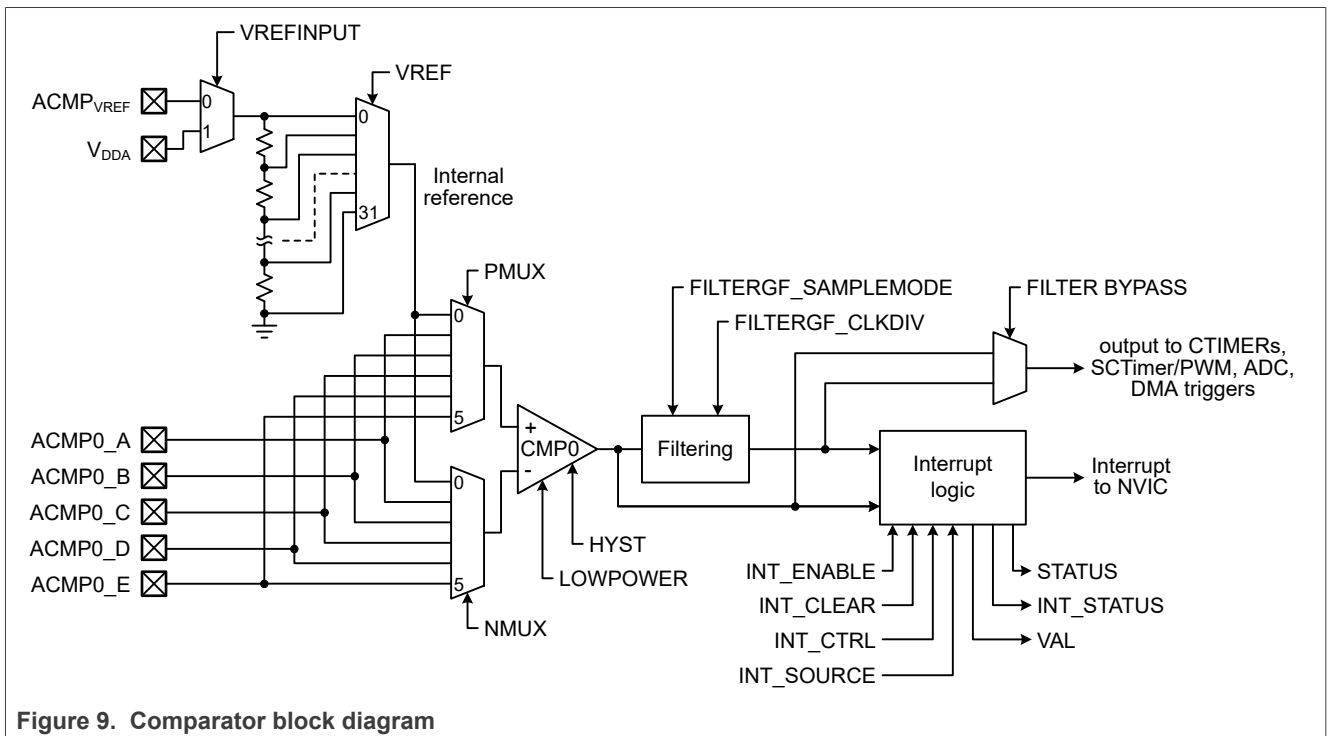 VREFINPUT
ACMPVREF
0
VREF
VDDA
1
0
Internal
reference
31
PMUX
0
FILTERGF_SAMPLEMODE
FILTER BYPASS
FILTERGF_CLKDIV
output to CTIMERs,
SCTimer/PWM, ADC,
DMA triggers
5
ACMP0_A
+
CMP0
-
Filtering
ACMP0_B
0
Interrupt
logic
Interrupt
to NVIC
ACMP0_C
ACMP0_D
HYST
ACMP0_E
5
LOWPOWER
INT_ENABLE
STATUS
INT_CLEAR
INT_STATUS
NMUX
INT_CTRL
VAL
INT_SOURCE
Figure 9. Comparator block diagram